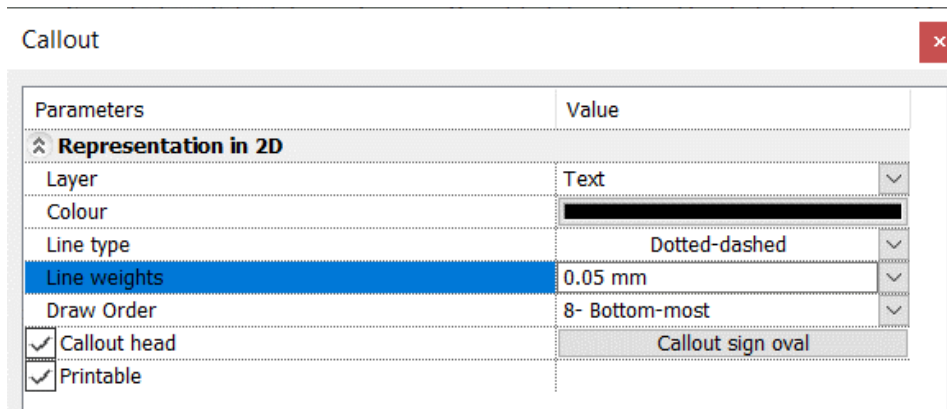 Callout
Parameters Value
Representation in 2D
Layer Text
Colour
Line type Dotted-dashed
Line weights 0.05 mm
Draw Order 8- Bottom-most
Callout head Callout sign oval
Printable